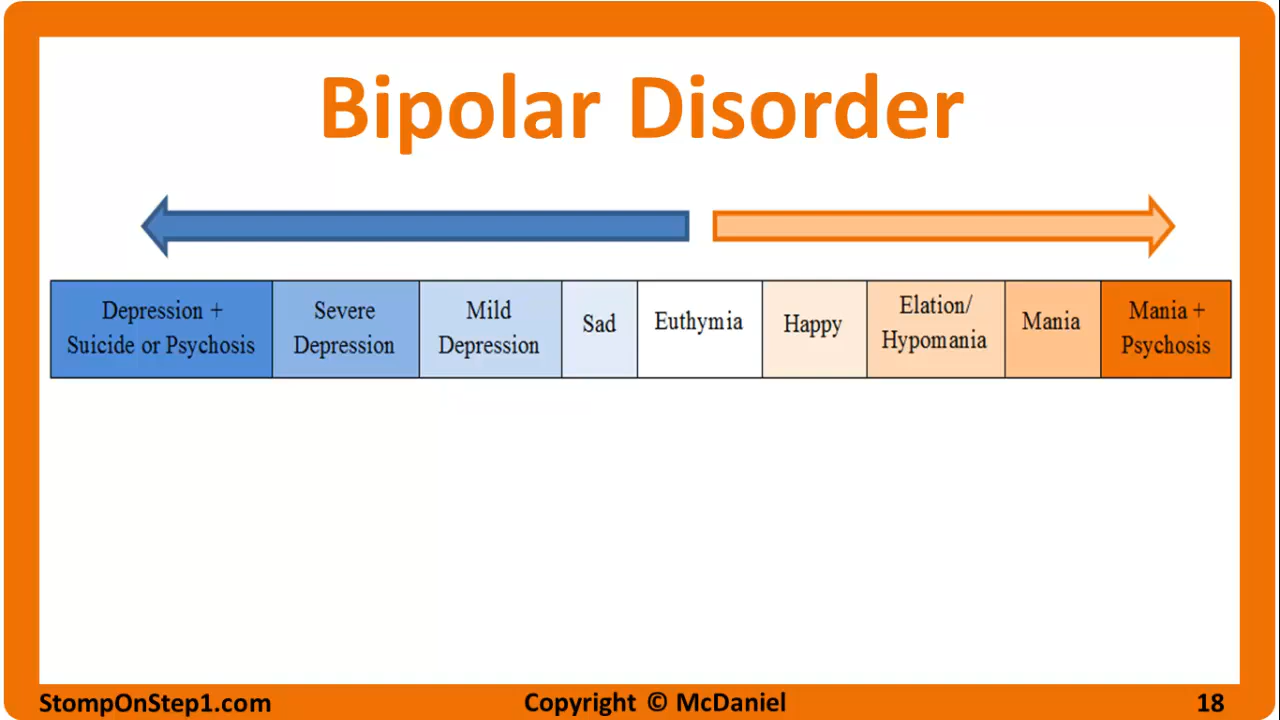 Bipolar Disorder
Depression +
Suicide or Psychosis
Severe
Depression
Mild
Depression
Sad
Euthymia
Happy
Elation/
Hypomania
Mania
Mania +
Psychosis
StompOnStep1.com
Copyright © McDaniel
18